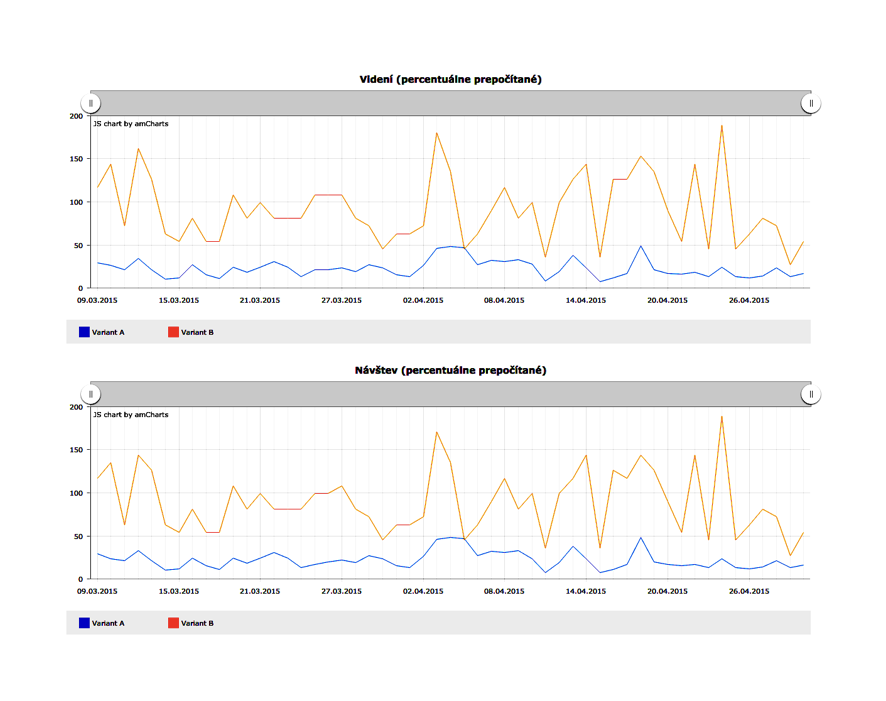 Videní (percentuálne prepočítané)
JS chart by amCharts
200
150
100
50
0
09.03.2015 15.03.2015 21.03.2015 27.03.2015 02.04.2015 08.04.2015 14.04.2015 20.04.2015 26.04.2015
Variant A Variant B
Návštev (percentuálne prepočítané)
JS chart by amCharts
200
150
100
50
0
09.03.2015 15.03.2015 21.03.2015 27.03.2015 02.04.2015 08.04.2015 14.04.2015 20.04.2015 26.04.2015
Variant A Variant B